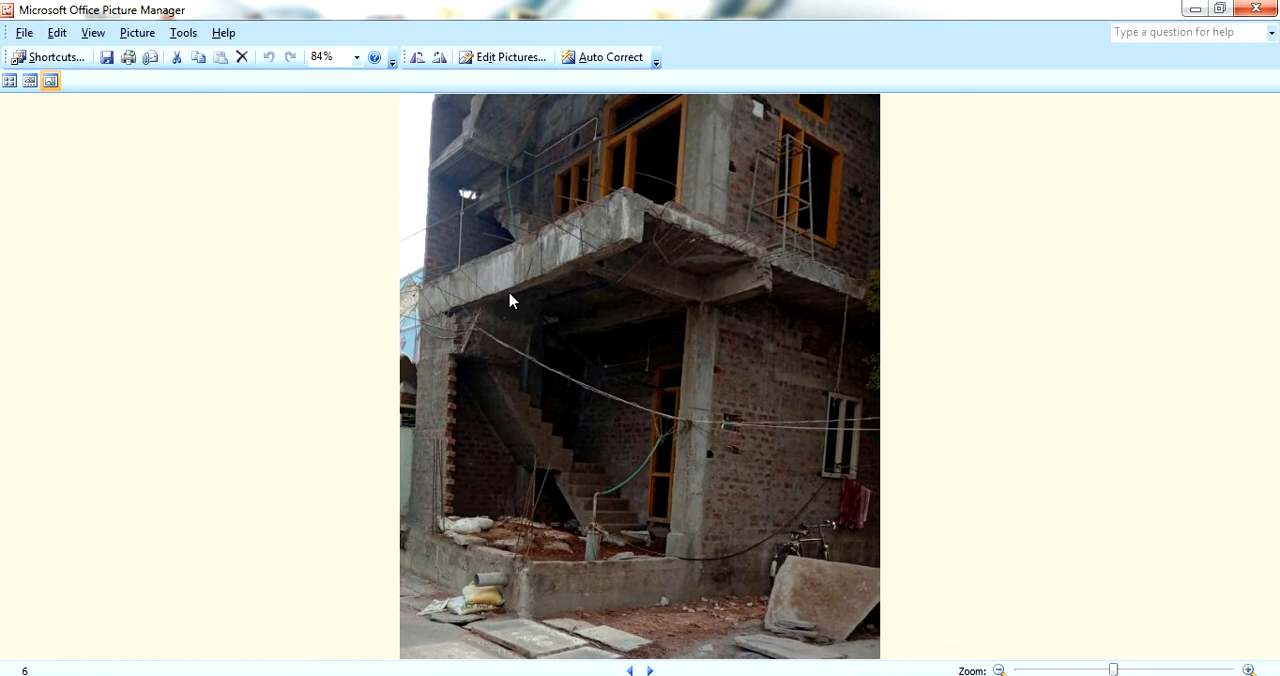 Microsoft Office Picture Manager
File Edit View Picture Tools Help
Type a question for help
Shortcuts... 84% Edit Pictures... Auto Correct
6
Zoom: